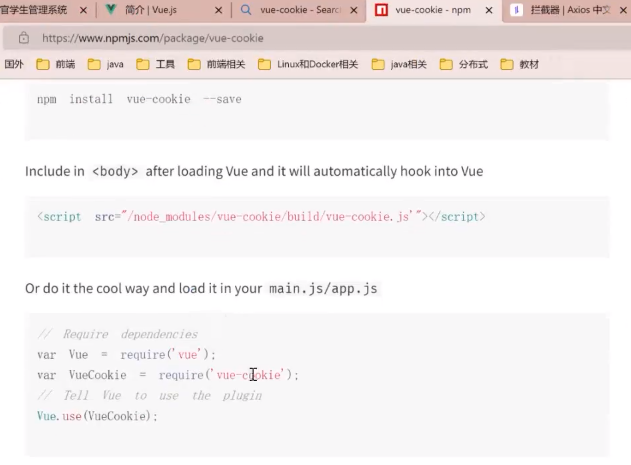 官学生管理系统
简介 | Vue.js
vue-cookie - Sear
vue-cookie - npm
拦截器 | Axios 中文
https://www.npmjs.com/package/vue-cookie
国外 前端 java 工具 前端相关 Linux和Docker相关 java相关 分布式 教材
npm install vue-cookie --save
Include in <body> after loading Vue and it will automatically hook into Vue
<script src="/node_modules/vue-cookie/build/vue-cookie.js'"></script>
Or do it the cool way and load it in your main.js/app.js
// Require dependencies
var Vue = require('vue');
var VueCookie = require('vue-cookie');
// Tell Vue to use the plugin
Vue.use(VueCookie);